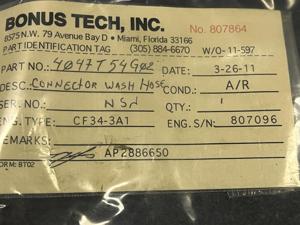 BONUS TECH, INC. No. 807864
8575 N.W. 79 Avenue Bay D • Miami, Florida 33166
PART IDENTIFICATION TAG (305) 884-6670 W/O-11-597
PART NO.: 4047T54G02 DATE: 3-26-11
DESC.: CONNECTOR WASH HOSE COND.: A/R
SERIAL NO.: NSN QTY.: 1
ENG. TYPE: CF34-3A1 ENG. S/N: 807096
REMARKS:
AP2886650
FORM: BT02